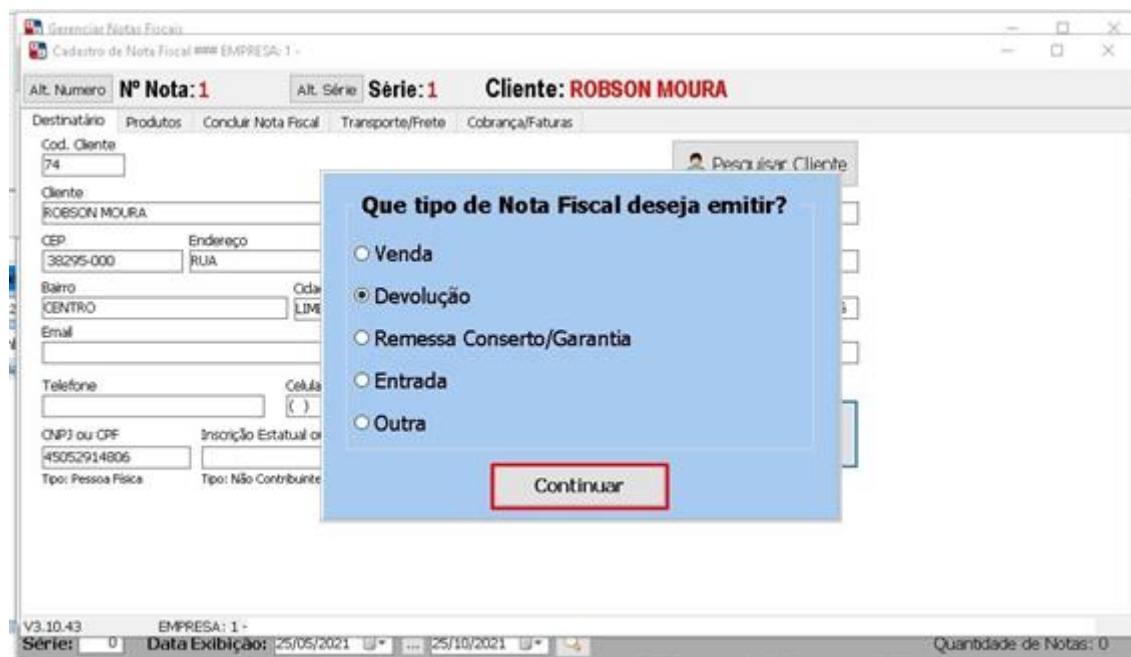 Gerenciar Notas Fiscais
Cadastro de Nota Fiscal ### EMPRESA: 1 -
Alt. Numero Nº Nota: 1 Alt. Série Série: 1 Cliente: ROBSON MOURA
Destinatário Produtos Concluir Nota Fiscal Transporte/Frete Cobrança/Faturas
Cod. Cliente
74
Pesquisar Cliente
Cliente
ROBSON MOURA
CEP Endereço
38295-000 RUA
Bairro
CENTRO
Email
Telefone
( )
CNPJ ou CPF Inscrição Estatual
45052914806
Tipo: Pessoa Física Tipo: Não Contribuinte
Que tipo de Nota Fiscal deseja emitir?
Venda
Devolução
Remessa Conserto/Garantia
Entrada
Outra
Continuar
V3.10.43 EMPRESA: 1 -
Série: 0 Data Exibição: 25/05/2021 ... 25/10/2021 Quantidade de Notas: 0